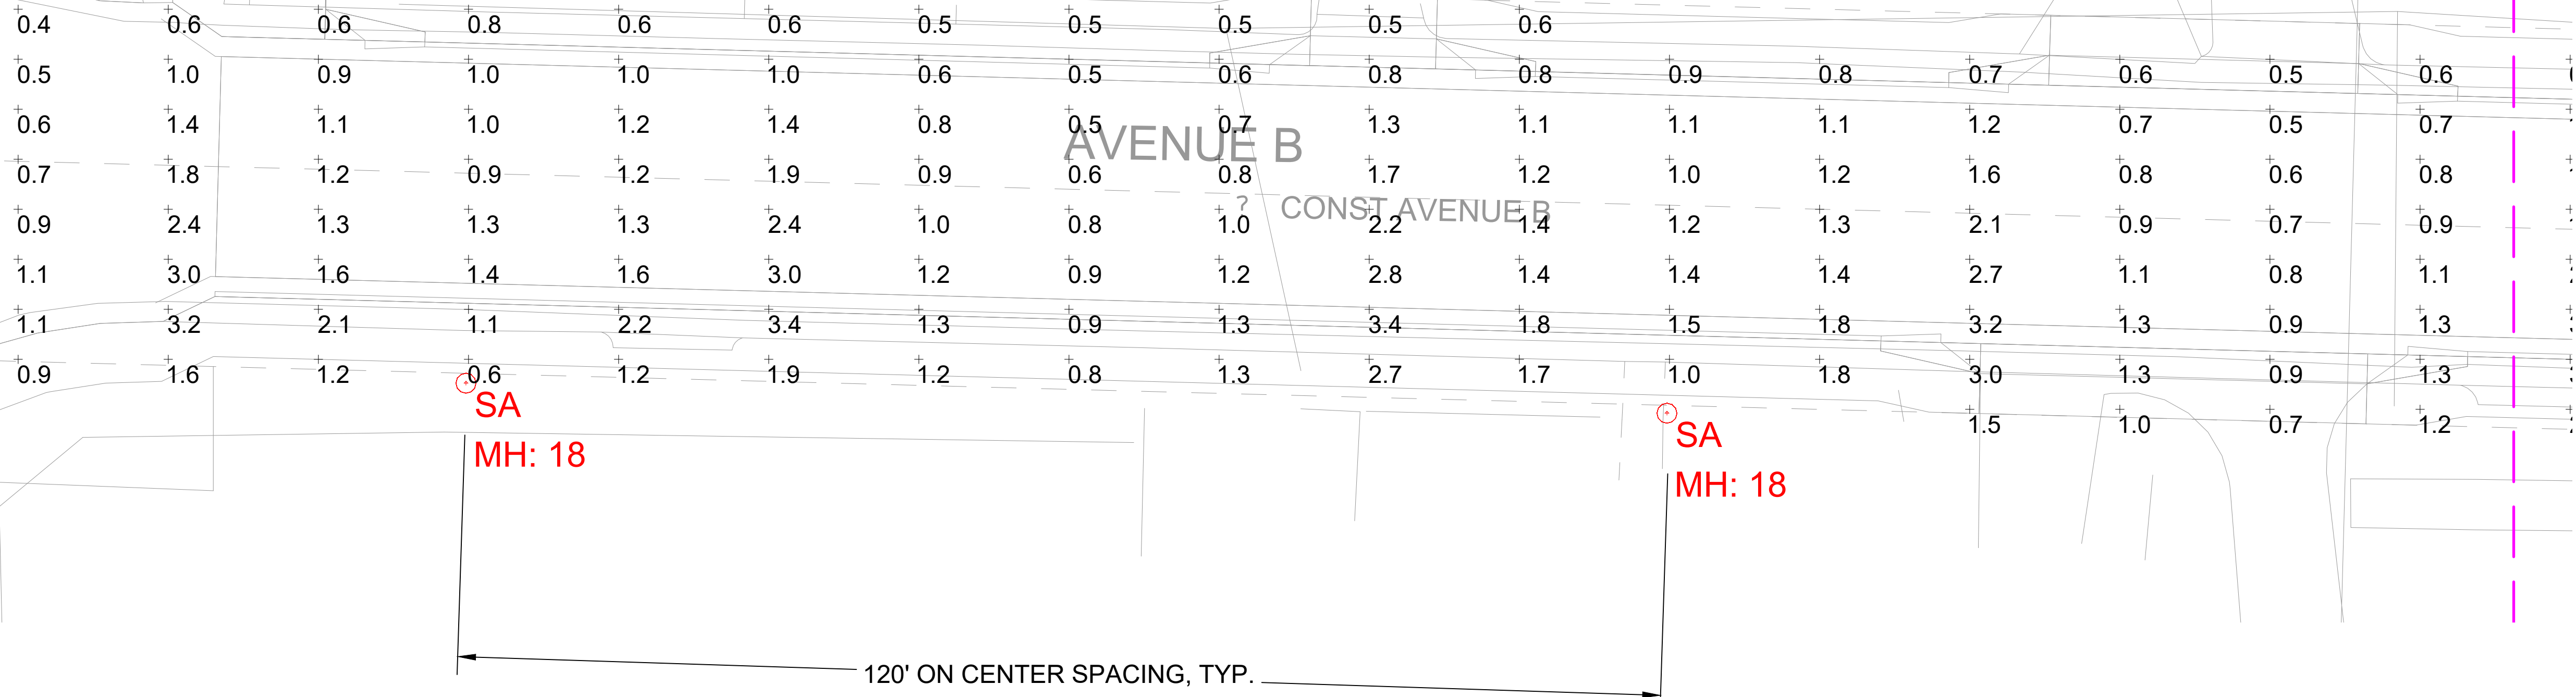 0.4 0.6 0.6 0.8 0.6 0.6 0.5 0.5 0.5 0.5 0.6
0.5 1.0 0.9 1.0 1.0 1.0 0.6 0.5 0.6 0.8 0.8 0.9 0.8 0.7 0.6 0.5 0.6
0.6 1.4 1.1 1.0 1.2 1.4 0.8 0.5 0.7 1.3 1.1 1.1 1.1 1.2 0.7 0.5 0.7
AVENUE B
0.7 1.8 1.2 0.9 1.2 1.9 0.9 0.6 0.8 1.7 1.2 1.0 1.2 1.6 0.8 0.6 0.8
? CONST AVENUE B
0.9 2.4 1.3 1.3 1.3 2.4 1.0 0.8 1.0 2.2 1.4 1.2 1.3 2.1 0.9 0.7 0.9
1.1 3.0 1.6 1.4 1.6 3.0 1.2 0.9 1.2 2.8 1.4 1.4 1.4 2.7 1.1 0.8 1.1
1.1 3.2 2.1 1.1 2.2 3.4 1.3 0.9 1.3 3.4 1.8 1.5 1.8 3.2 1.3 0.9 1.3
0.9 1.6 1.2 0.6 1.2 1.9 1.2 0.8 1.3 2.7 1.7 1.0 1.8 3.0 1.3 0.9 1.3
1.5 1.0 0.7 1.2
SA
MH: 18
SA
MH: 18
120' ON CENTER SPACING, TYP.